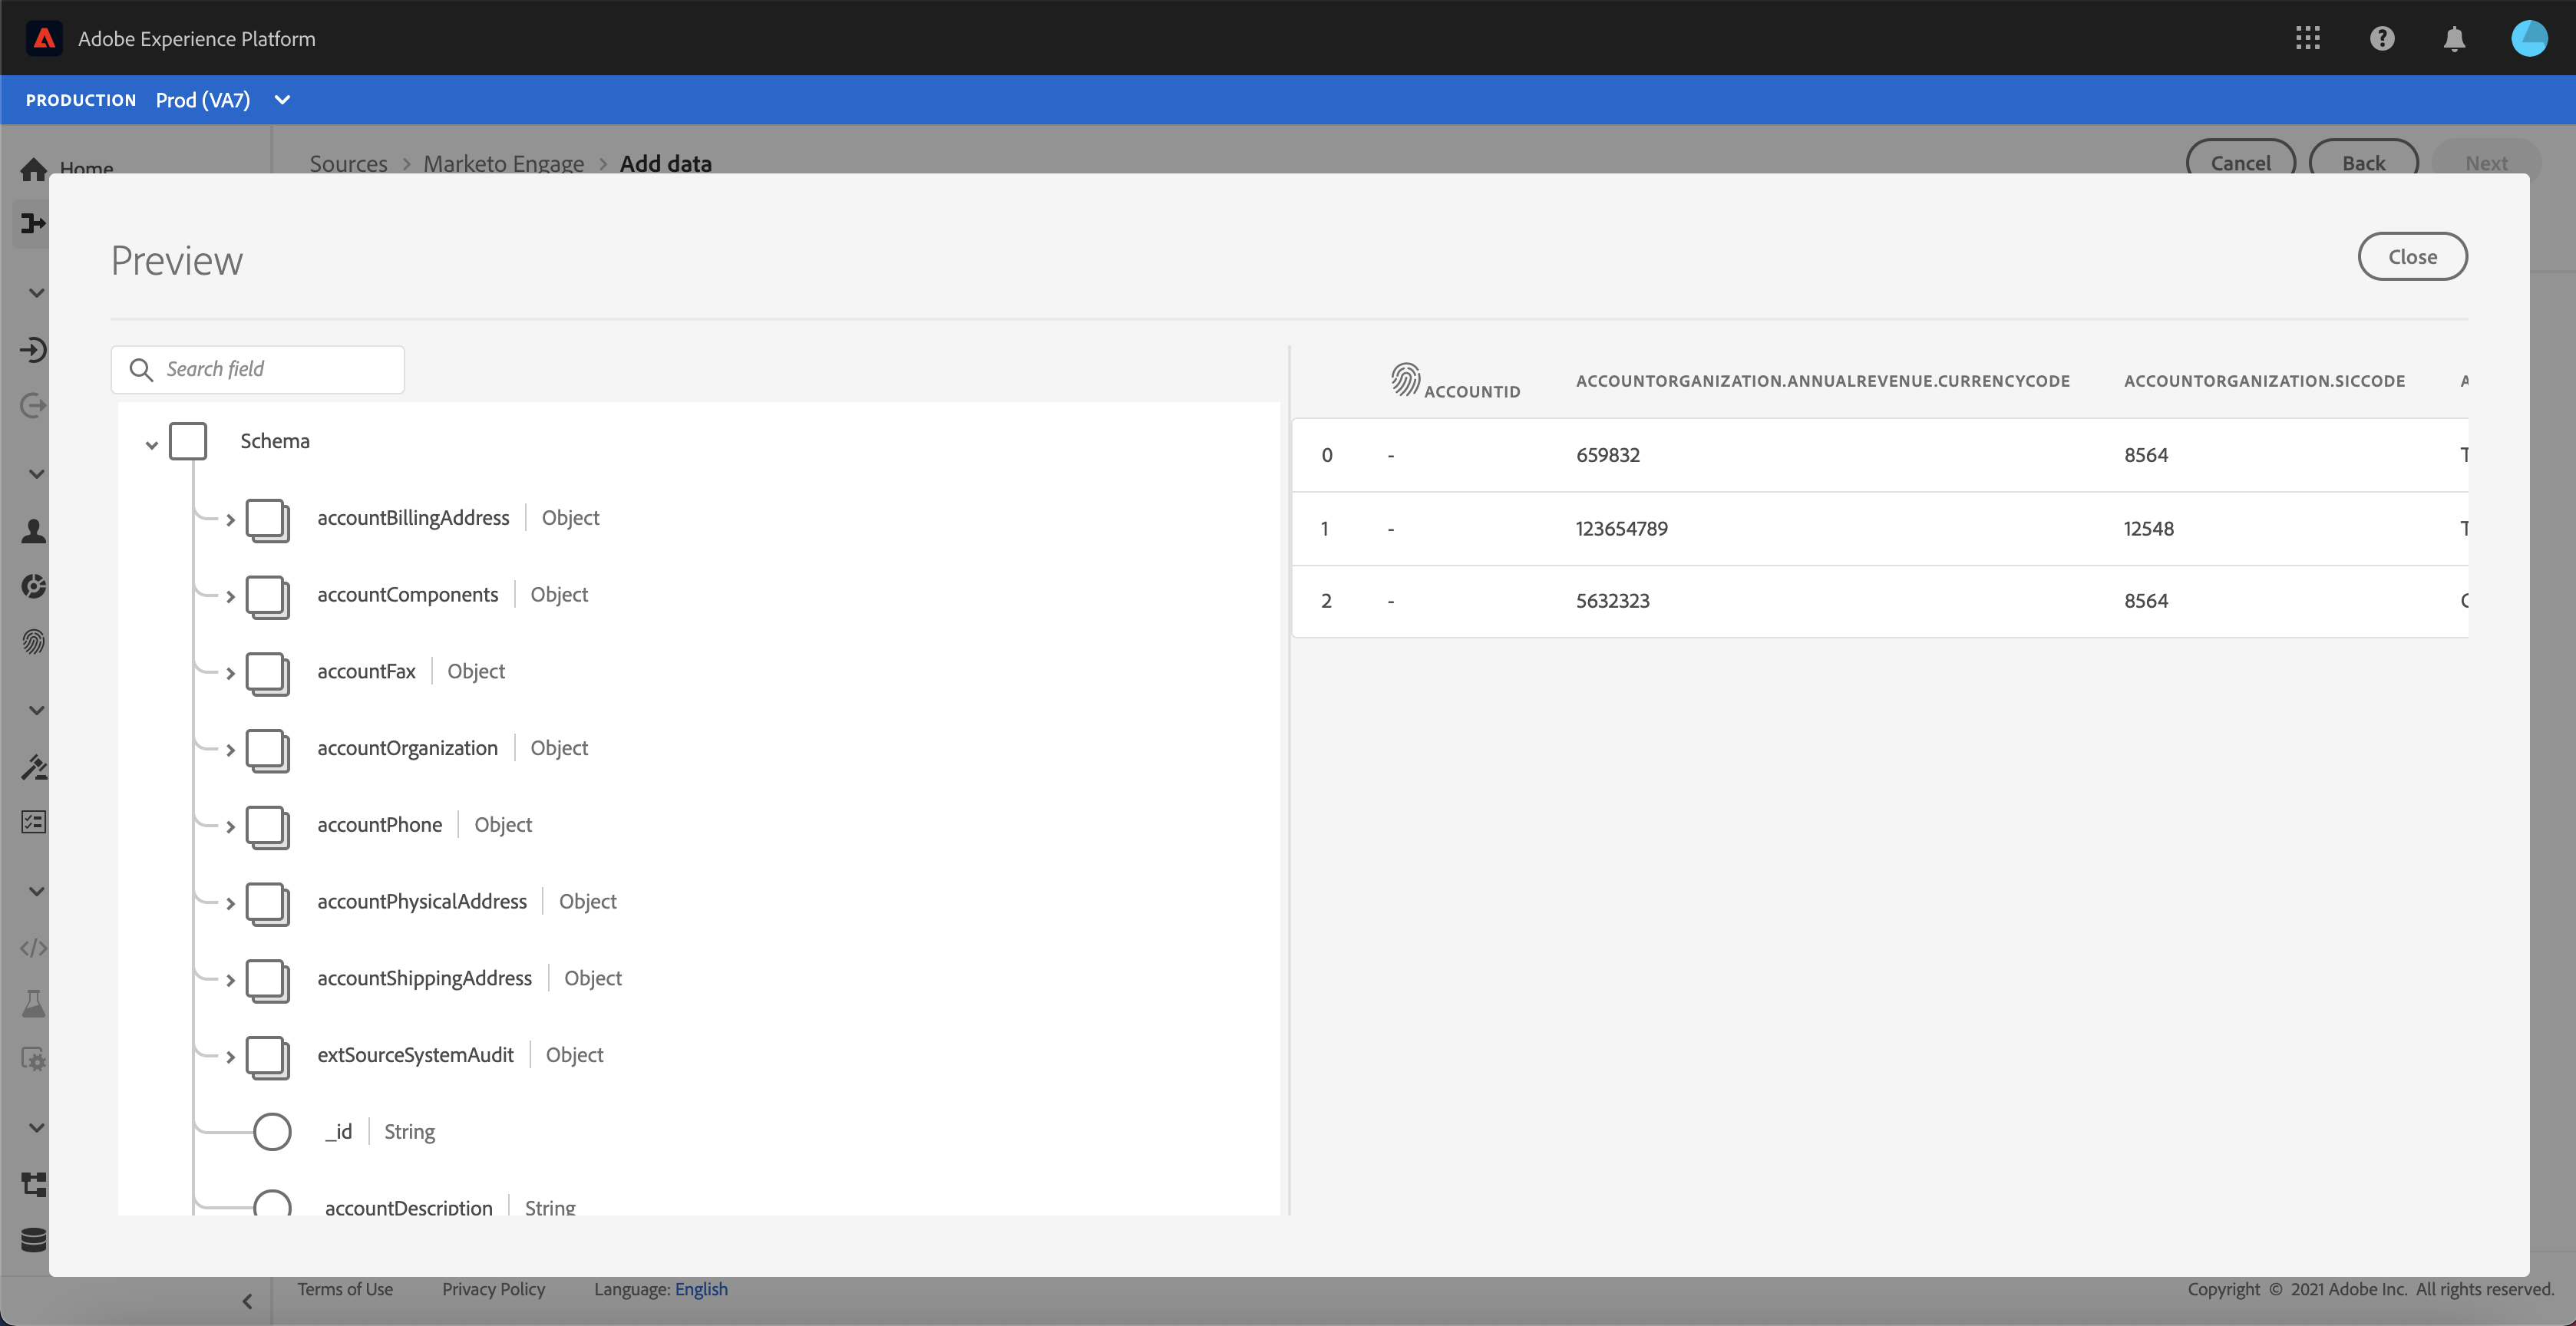 Adobe Experience Platform
PRODUCTION Prod (VA7)
Home
Sources > Marketo Engage > Add data
Cancel Back Next
Preview
Close
Search field
Schema
accountBillingAddress | Object
accountComponents | Object
accountFax | Object
accountOrganization | Object
accountPhone | Object
accountPhysicalAddress | Object
accountShippingAddress | Object
extSourceSystemAudit | Object
_id | String
accountDescription | String
ACCOUNTID ACCOUNTORGANIZATION.ANNUALREVENUE.CURRENCYCODE ACCOUNTORGANIZATION.SICCODE
0 - 659832 8564
1 - 123654789 12548
2 - 5632323 8564
Terms of Use Privacy Policy Language: English
Copyright © 2021 Adobe Inc. All rights reserved.